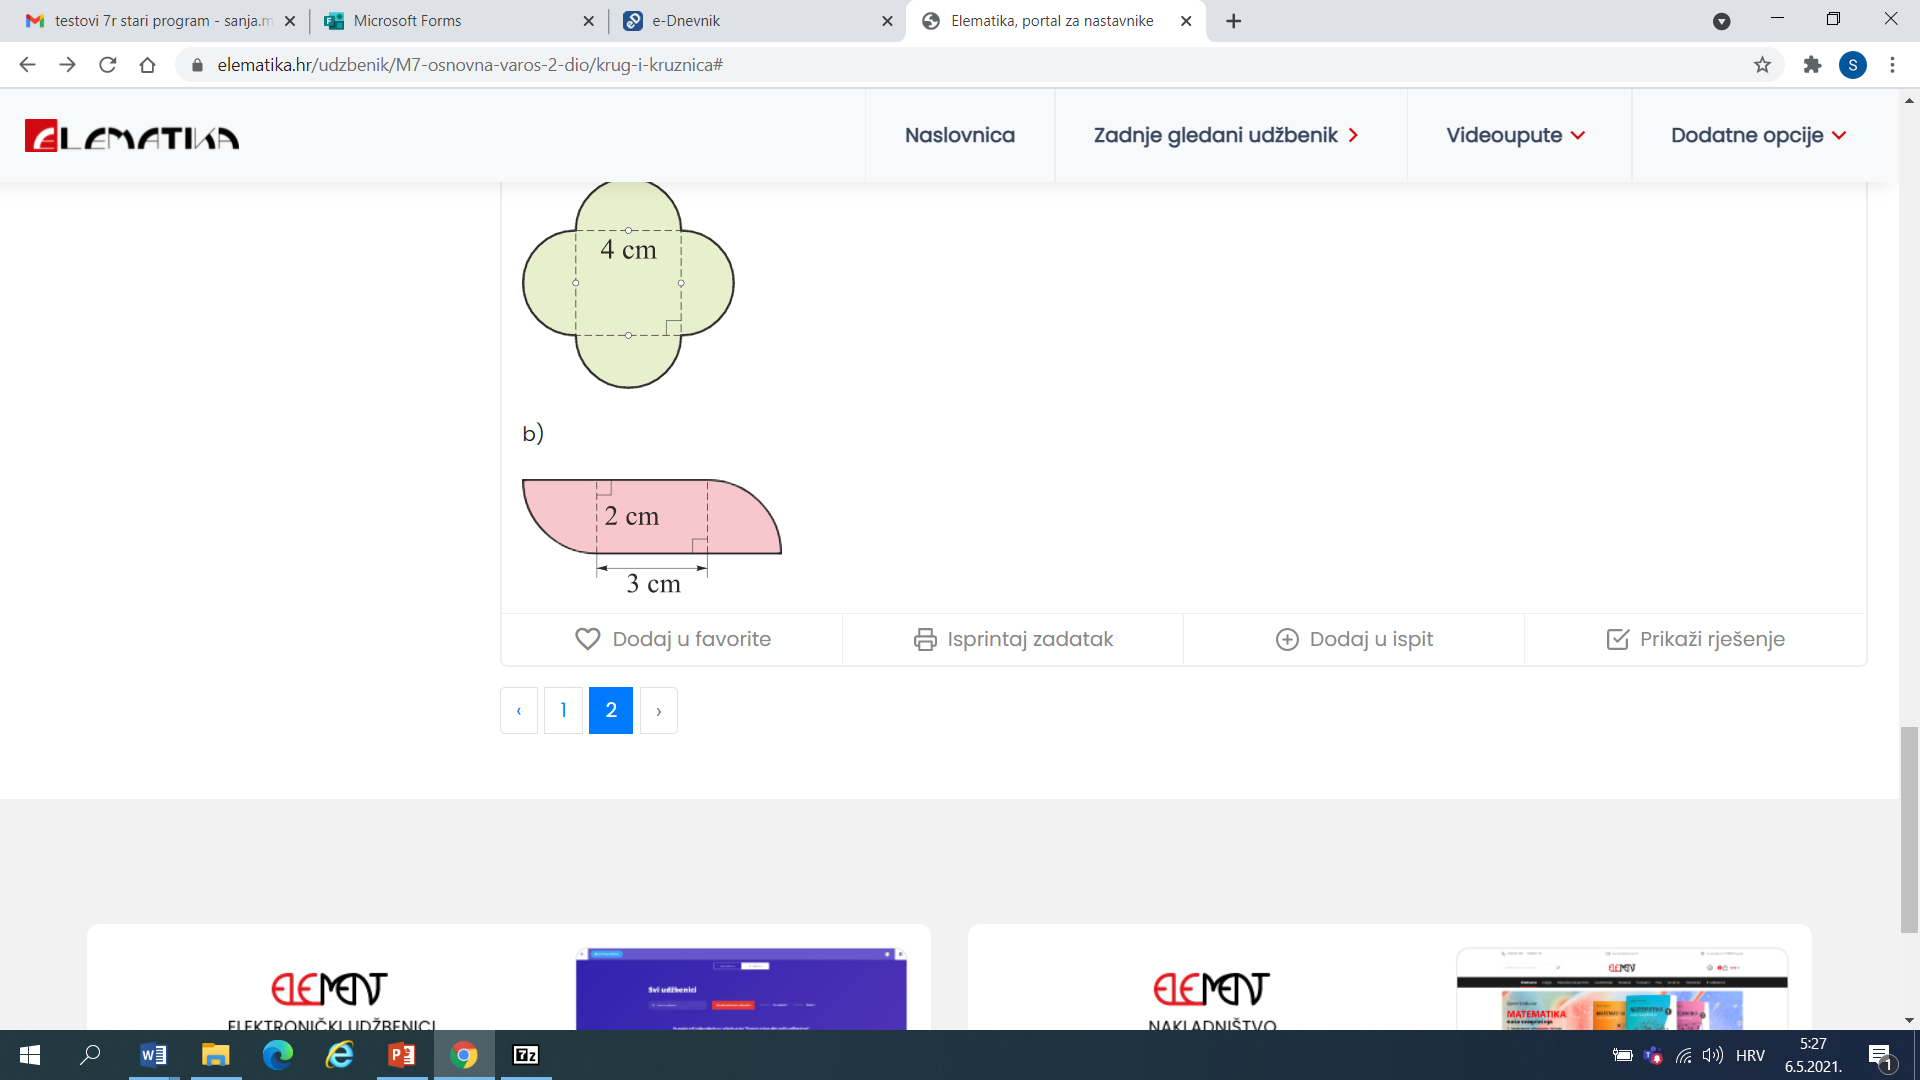 testovi 7r stari program - sanja.m
Microsoft Forms
e-Dnevnik
Elematika, portal za nastavnike
elematika.hr/udzbenik/M7-osnovna-varos-2-dio/krug-i-kruznica#
S
ELEMATIKA
Naslovnica
Zadnje gledani udžbenik
Videoupute
Dodatne opcije
4 cm
b)
2 cm
3 cm
Dodaj u favorite
Isprintaj zadatak
Dodaj u ispit
Prikaži rješenje
‹ 1 2 ›
ELEMENT
ELEKTRONIČKI UDŽBENICI
Svi udžbenici
ELEMENT
NAKLADNIŠTVO
ELEMENT
MATEMATIKA
HRV
5:27
6.5.2021.
1